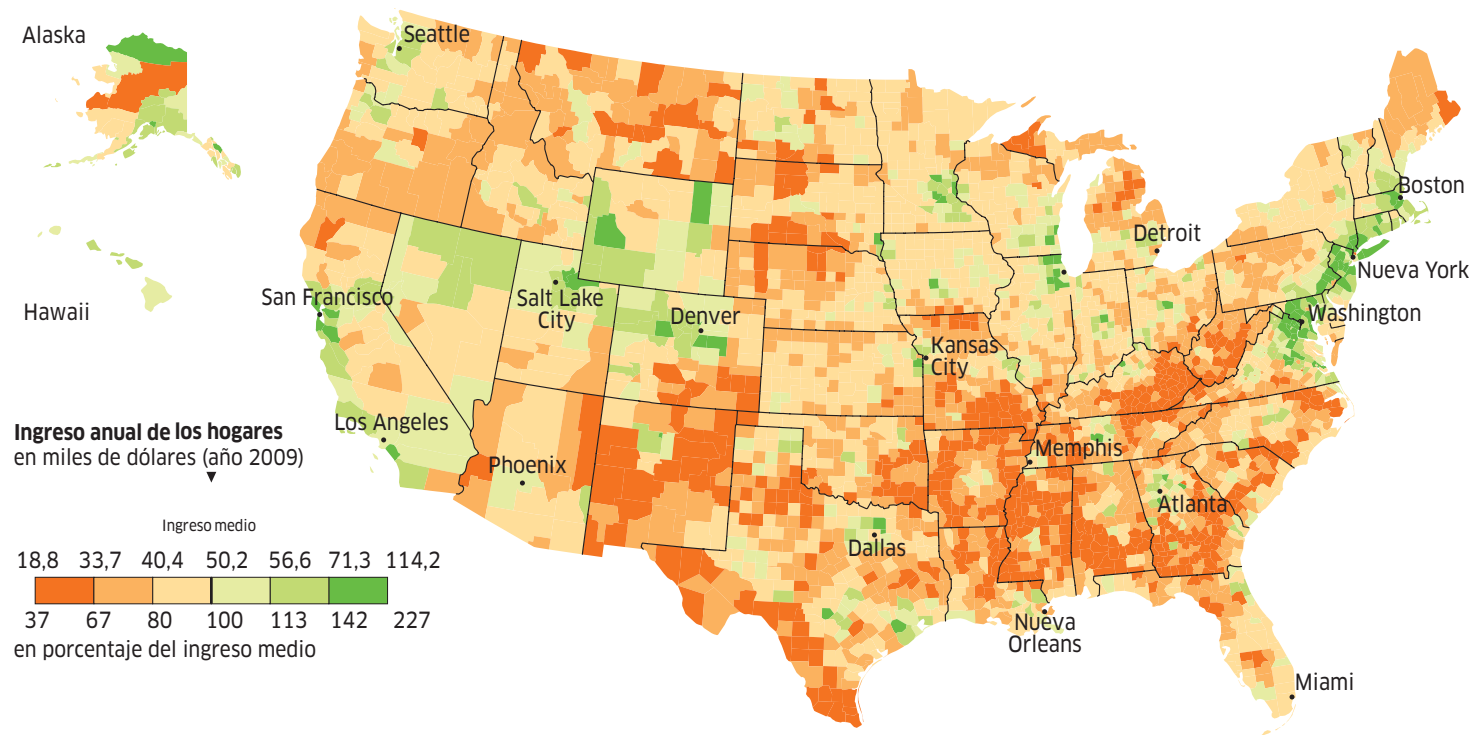 Alaska
Seattle
Boston
Detroit
Nueva York
Hawaii
San Francisco
Salt Lake
City
Denver
Washington
Kansas
City
Los Angeles
Phoenix
Memphis
Atlanta
Dallas
Nueva
Orleans
Miami
Ingreso anual de los hogares
en miles de dólares (año 2009)
Ingreso medio
18,8 33,7 40,4 50,2 56,6 71,3 114,2
37 67 80 100 113 142 227
en porcentaje del ingreso medio